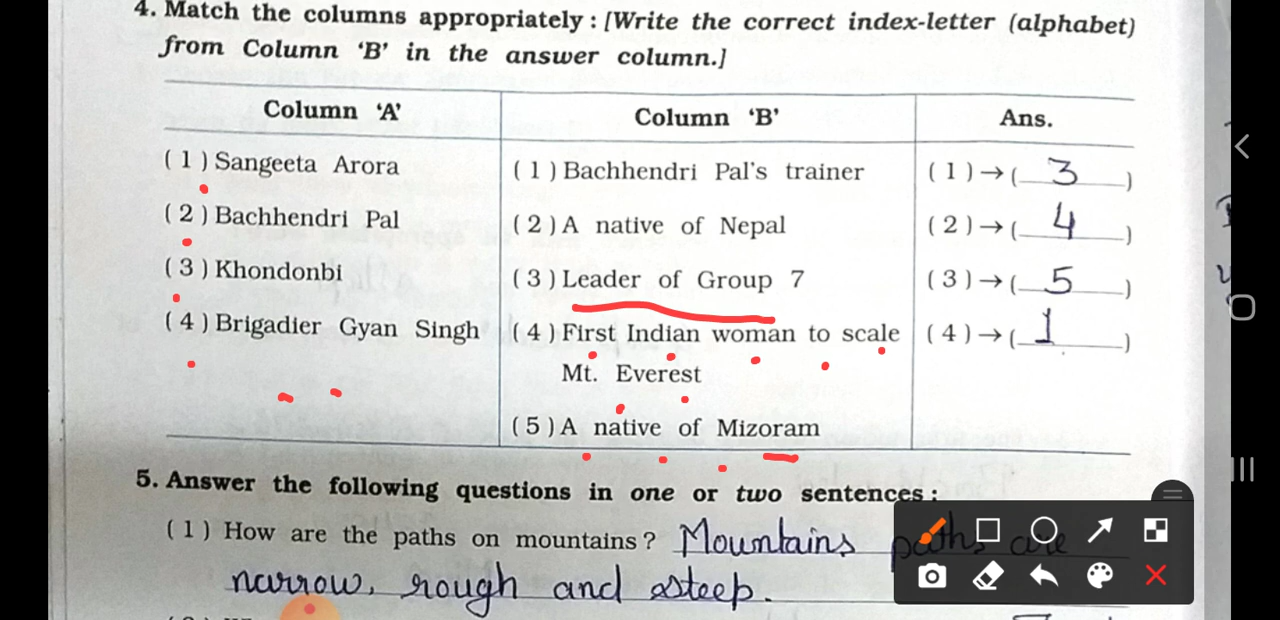 4. Match the columns appropriately : [Write the correct index-letter (alphabet)
from Column ‘B’ in the answer column.]
Column ‘A’ Column ‘B’ Ans.
( 1 ) Sangeeta Arora ( 1 ) Bachhendri Pal's trainer ( 1 ) → ( 3 )
( 2 ) Bachhendri Pal ( 2 ) A native of Nepal ( 2 ) → ( 4 )
( 3 ) Khondonbi ( 3 ) Leader of Group 7 ( 3 ) → ( 5 )
( 4 ) Brigadier Gyan Singh ( 4 ) First Indian woman to scale ( 4 ) → ( 1 )
Mt. Everest
( 5 ) A native of Mizoram
5. Answer the following questions in one or two sentences :
( 1 ) How are the paths on mountains ? Mountains paths are
narrow, rough and steep.